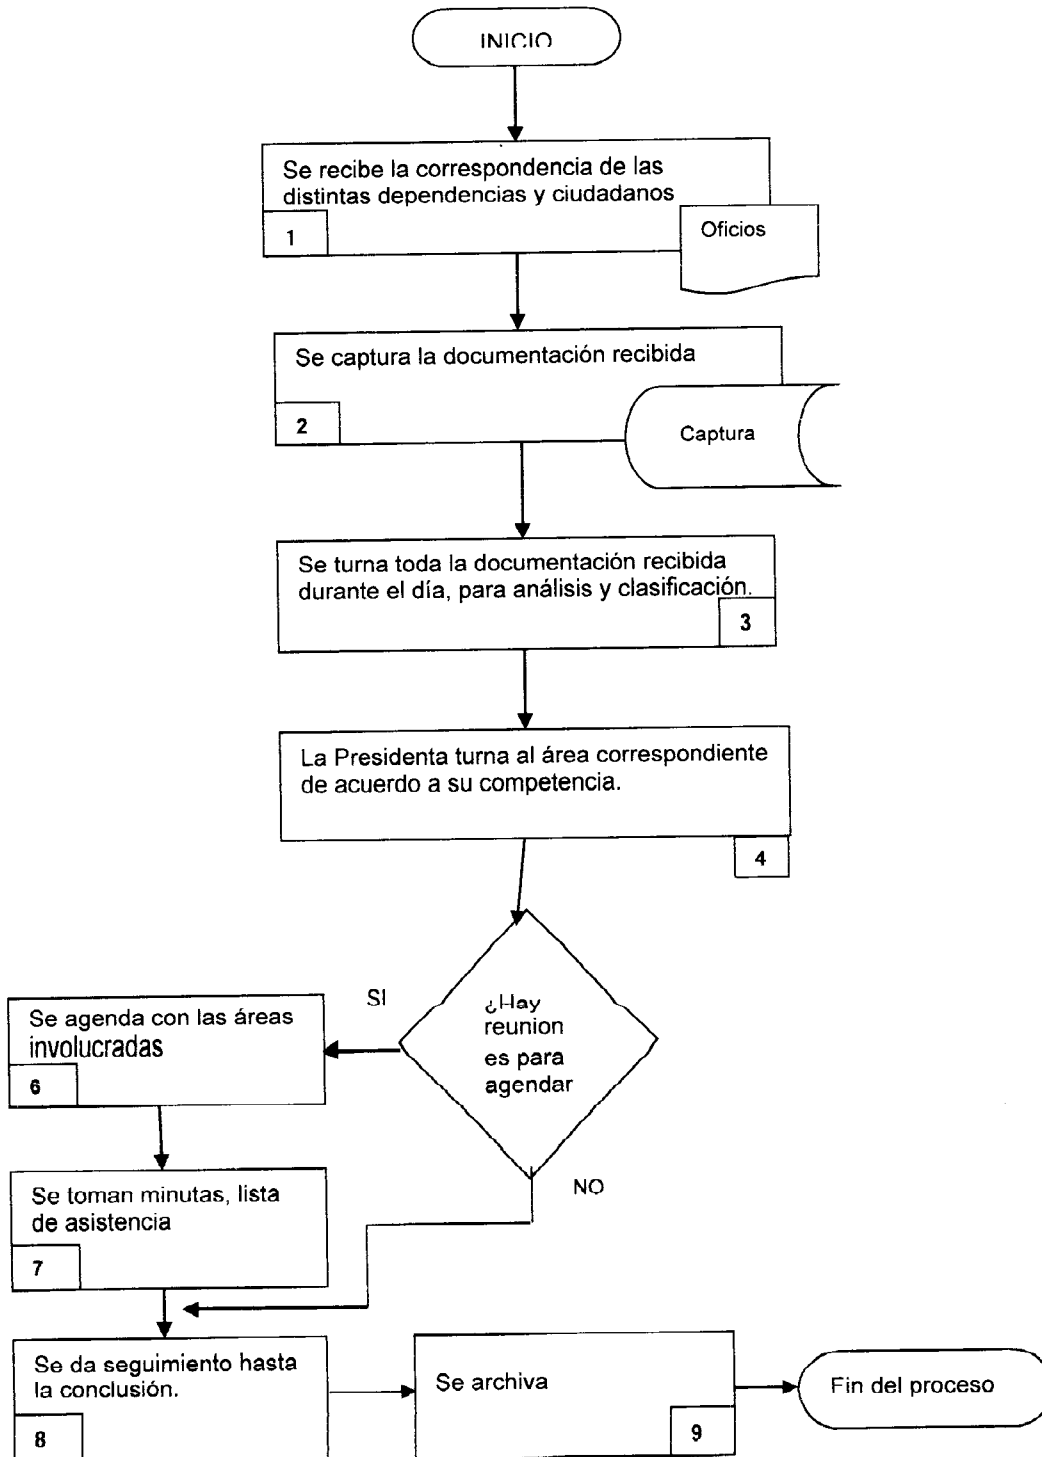 INICIO
Se recibe la correspondencia de las
distintas dependencias y ciudadanos
1
Oficios
Se captura la documentación recibida
2
Captura
Se turna toda la documentación recibida
durante el día, para análisis y clasificación.
3
La Presidenta turna al área correspondiente
de acuerdo a su competencia.
4
¿Hay
reunion
es para
agendar
SI
Se agenda con las áreas
involucradas
6
Se toman minutas, lista
de asistencia
7
NO
Se da seguimiento hasta
la conclusión.
8
Se archiva
9
Fin del proceso